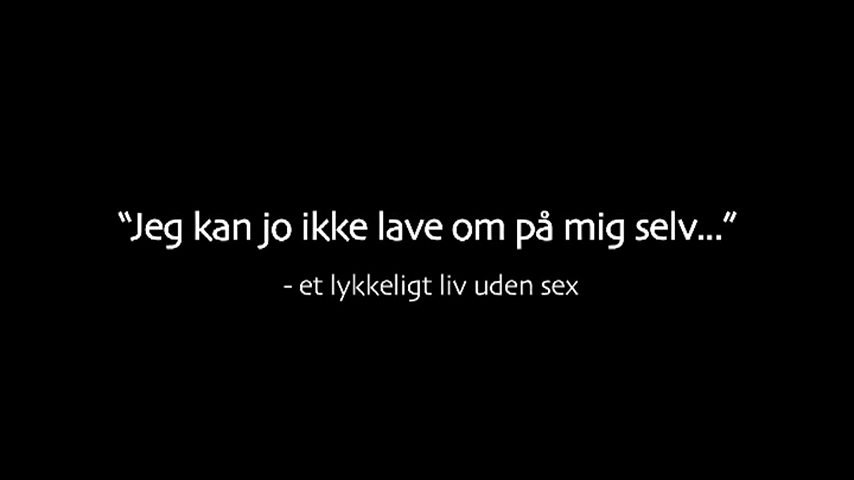 “Jeg kan jo ikke lave om på mig selv...”
- et lykkeligt liv uden sex